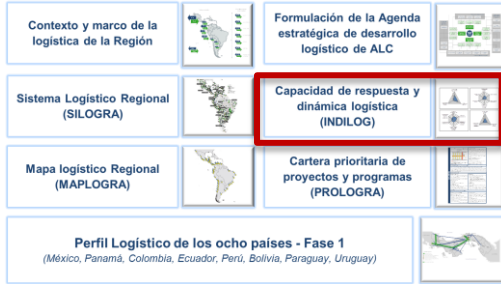 Contexto y marco de la
logística de la Región
Formulación de la Agenda
estratégica de desarrollo
logístico de ALC
Sistema Logístico Regional
(SILOGRA)
Capacidad de respuesta y
dinámica logística
(INDILOG)
Mapa logístico Regional
(MAPLOGRA)
Cartera prioritaria de
proyectos y programas
(PROLOGRA)
Perfil Logístico de los ocho países - Fase 1
(México, Panamá, Colombia, Ecuador, Perú, Bolivia, Paraguay, Uruguay)